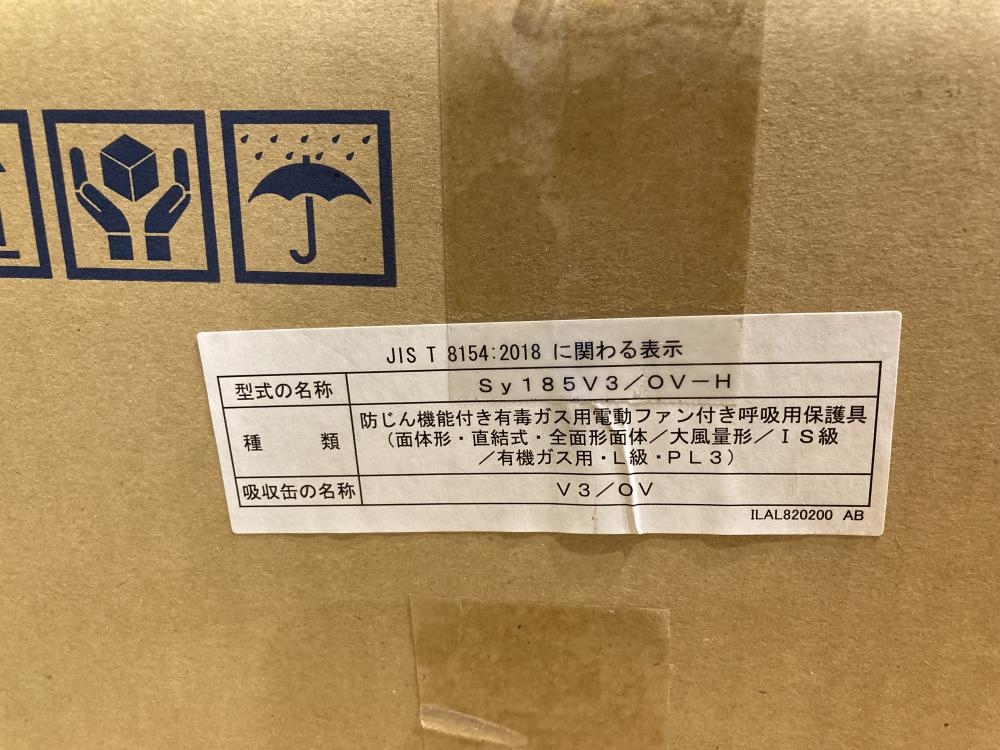 JIS T 8154:2018 に関わる表示
型式の名称 Sy185V3/OV-H
種類 防じん機能付き有毒ガス用電動ファン付き呼吸用保護具
(面体形・直結式・全面形面体/大風量形/IS級
/有機ガス用・L級・PL3)
吸収缶の名称 V3/OV
ILAL820200 AB